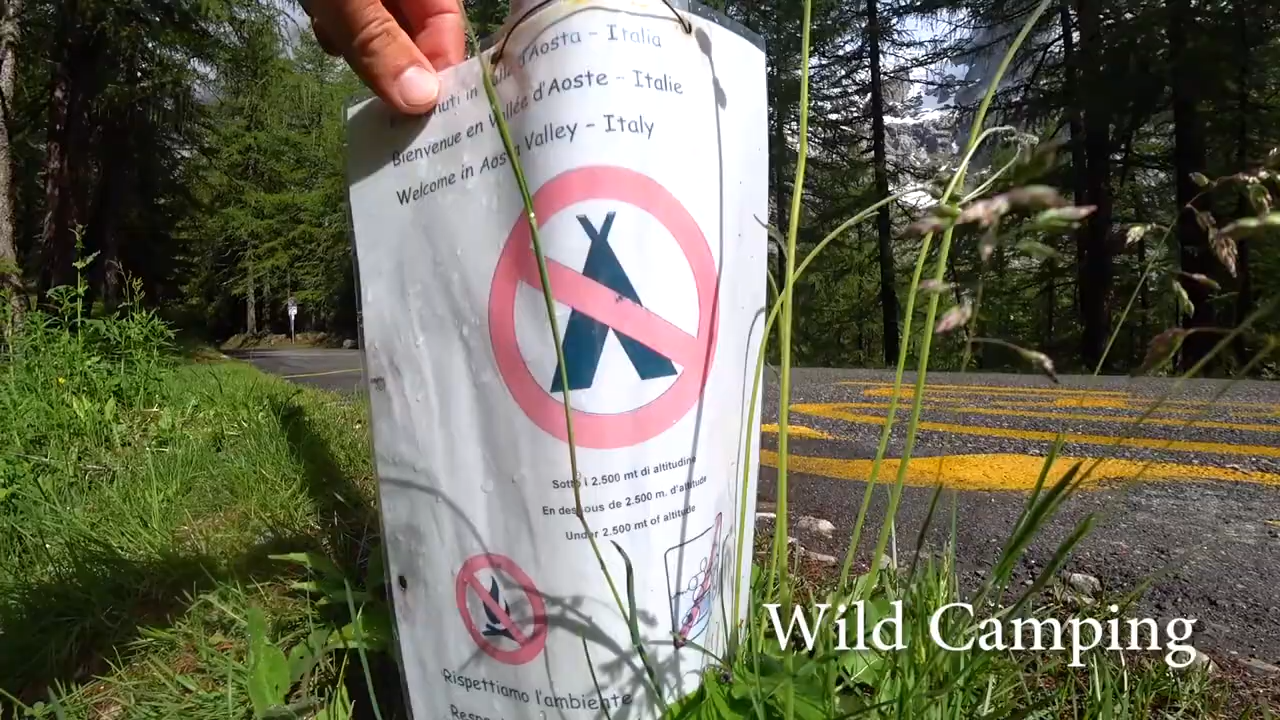 d'Aosta - Italia
Bienvenue en Vallée d'Aoste - Italie
Welcome in Aosta Valley - Italy
Sotto i 2.500 mt di altitudine
En dessous de 2.500 m. d'altitude
Under 2.500 mt of altitude
Rispettiamo l'ambiente
Wild Camping